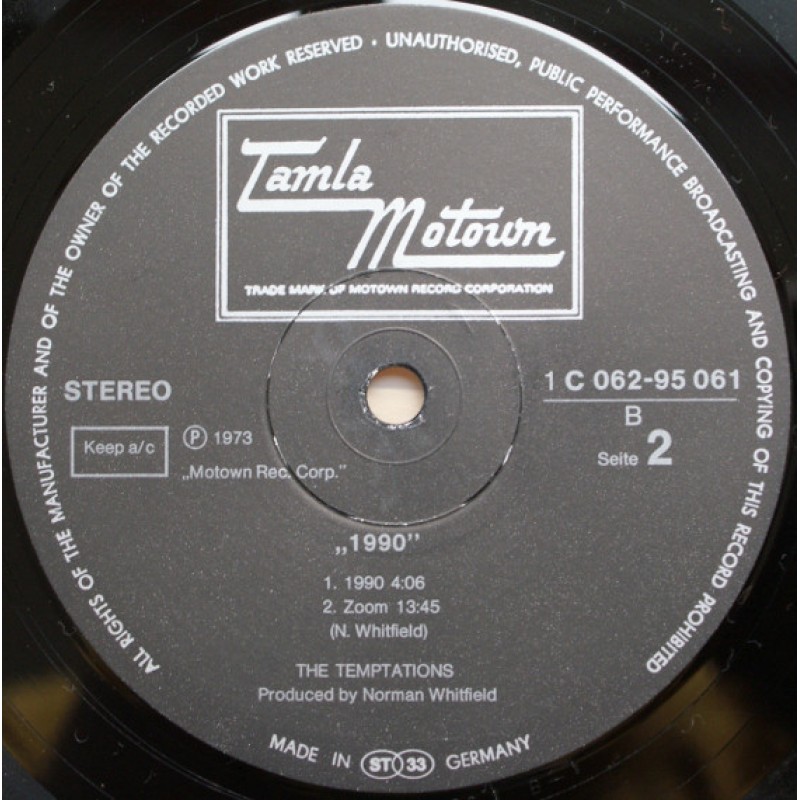 ALL RIGHTS OF THE MANUFACTURER AND OF THE OWNER OF THE RECORDED WORK RESERVED · UNAUTHORISED, PUBLIC PERFORMANCE BROADCASTING AND COPYING OF THIS RECORD PROHIBITED
Tamla
Motown
TRADE MARK OF MOTOWN RECORD CORPORATION
STEREO
1 C 062-95 061
B
Seite 2
Keep a/c
Ⓟ 1973
„Motown Rec. Corp."
„1990"
1. 1990 4:06
2. Zoom 13:45
(N. Whitfield)
THE TEMPTATIONS
Produced by Norman Whitfield
MADE IN ST 33 GERMANY